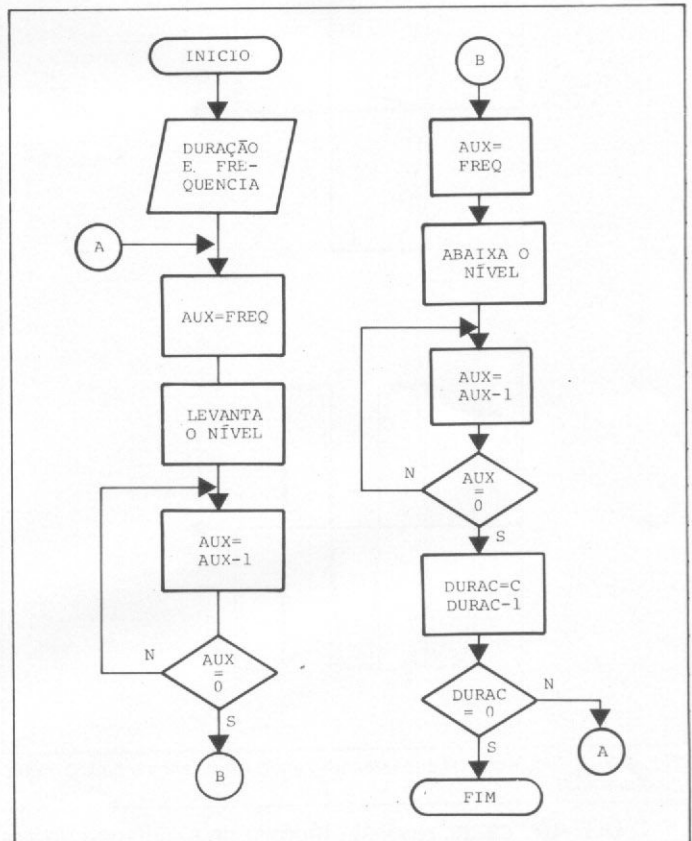 INICIO
DURAÇÃO
E. FRE-
QUENCIA
A
AUX=FREQ
LEVANTA
O NÍVEL
AUX=
AUX-1
N
AUX
=
0
S
B
B
AUX=
FREQ
ABAIXA O
NÍVEL
AUX=
AUX-1
N
AUX
=
0
S
DURAC=C
DURAC-1
DURAC
= 0
N
A
S
FIM